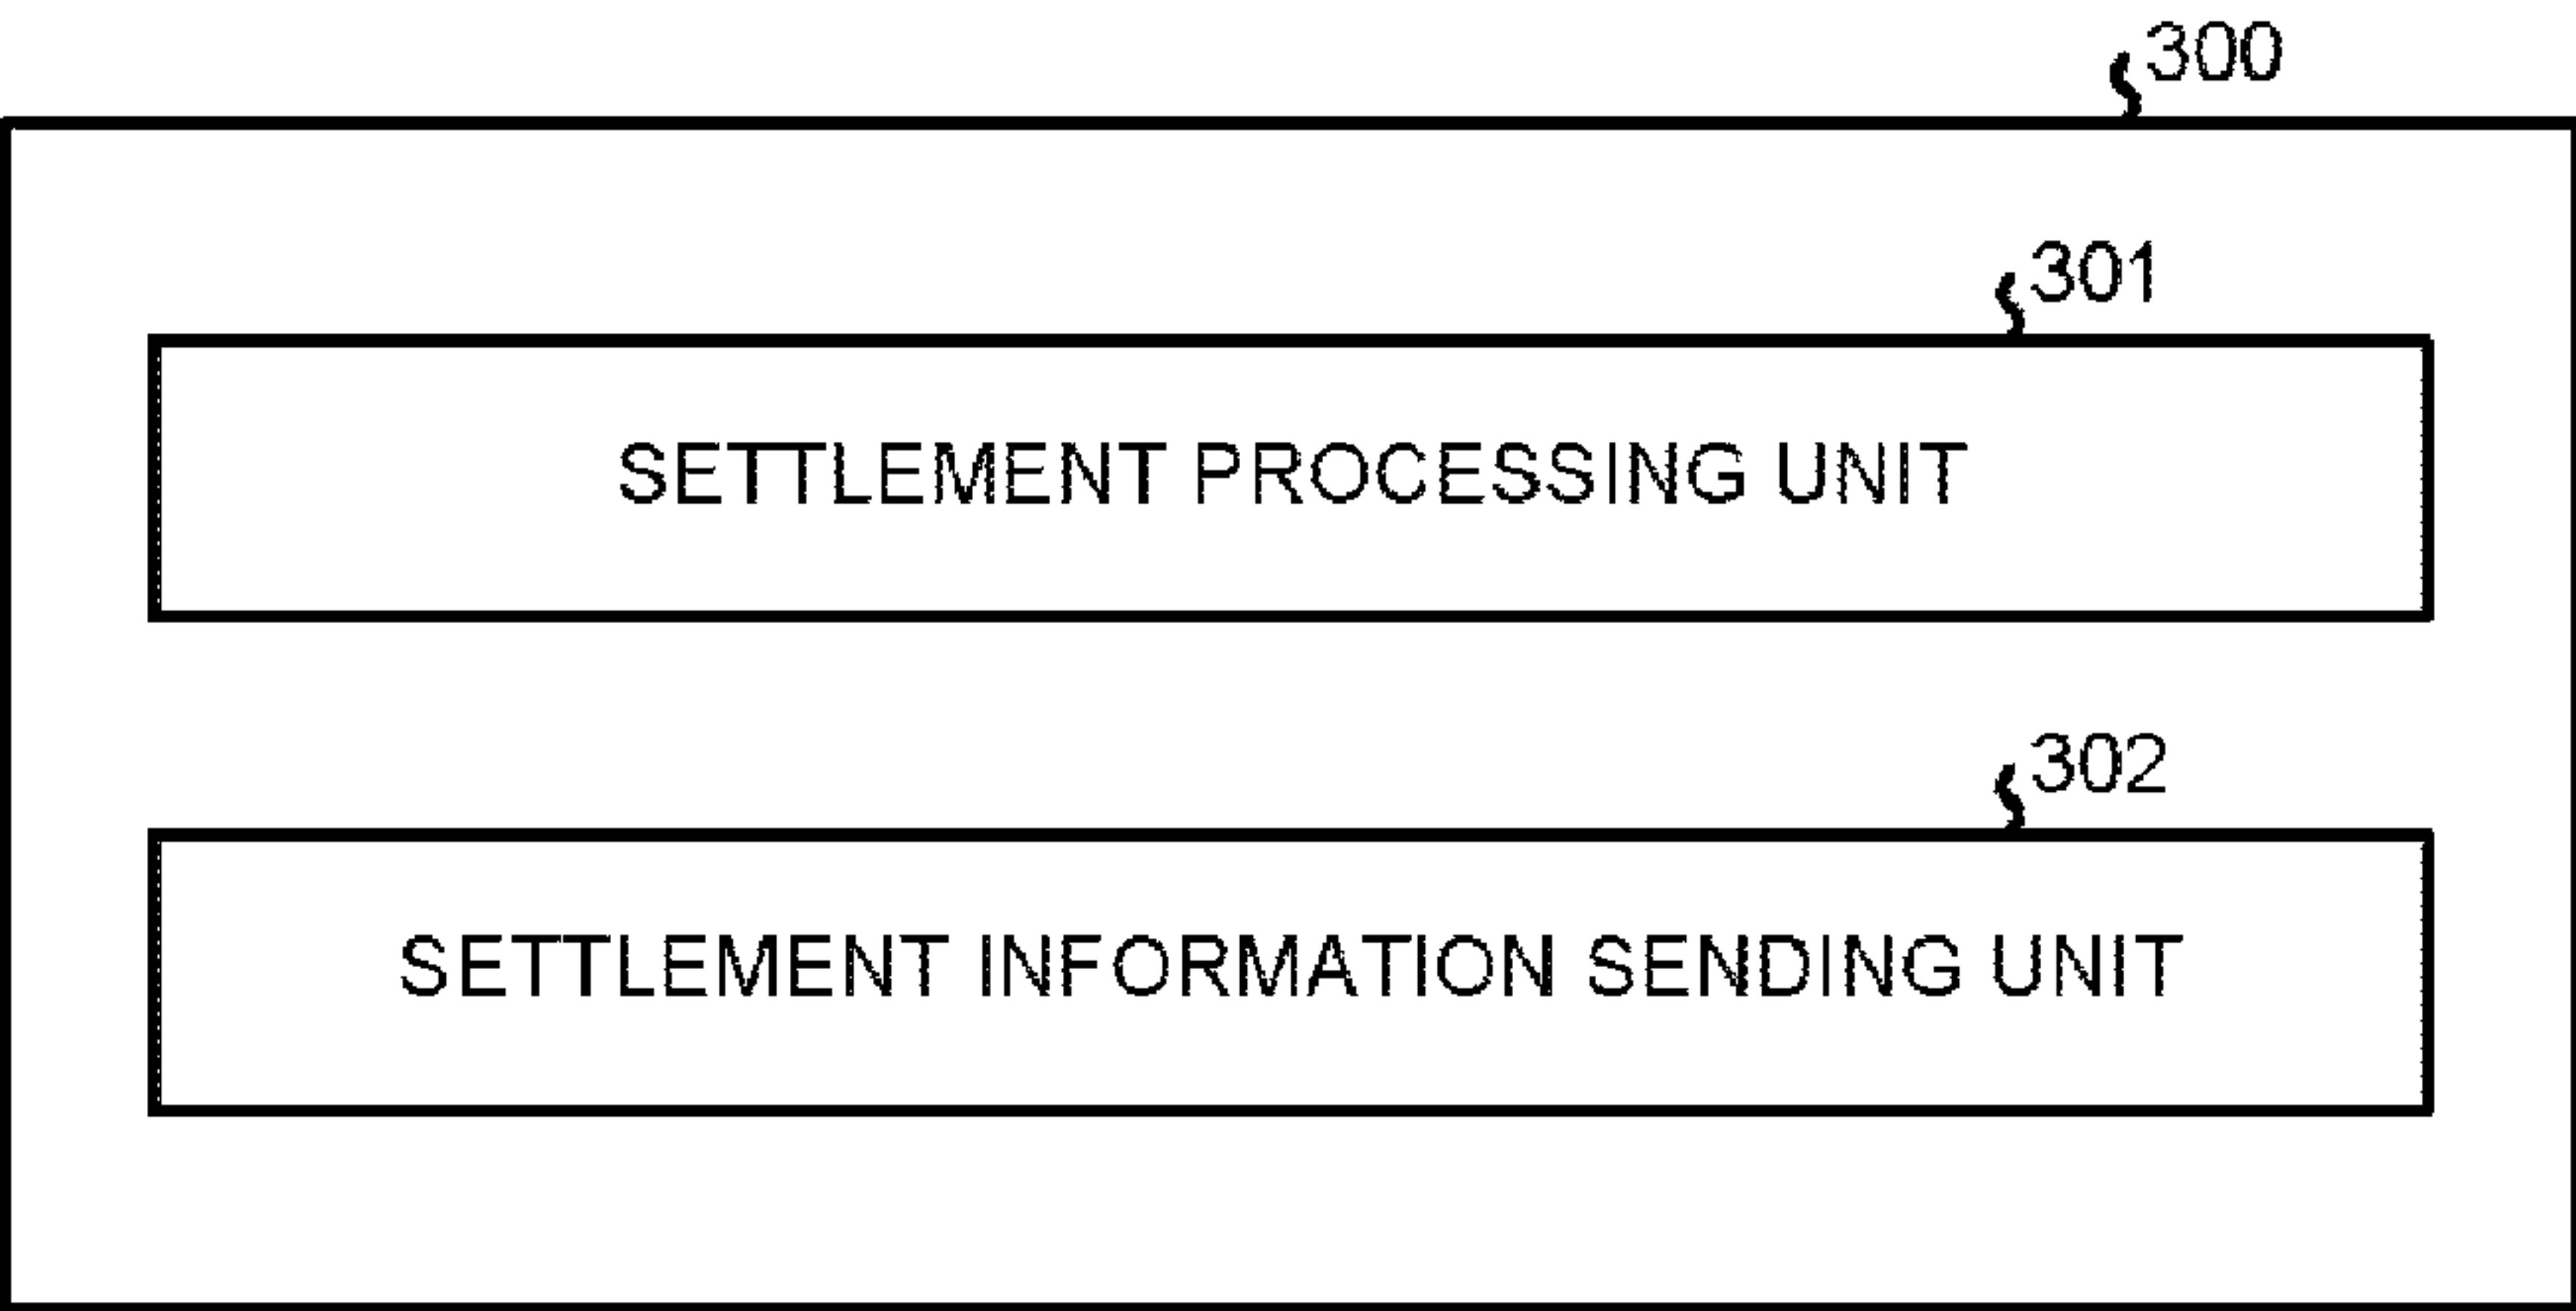 300
301
SETTLEMENT PROCESSING UNIT
302
SETTLEMENT INFORMATION SENDING UNIT